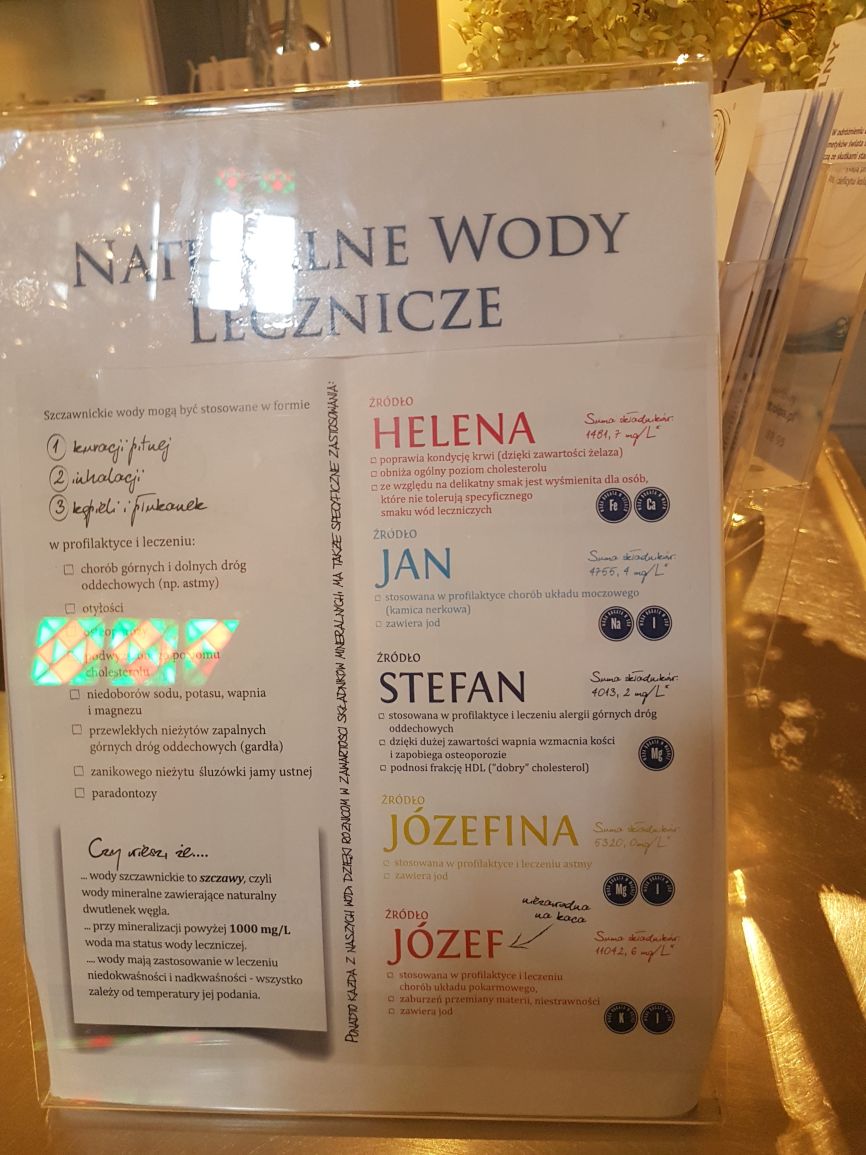 NATURALNE WODY
LECZNICZE
Szczawnickie wody mogą być stosowane w formie
1 kuracji pitnej
2 inhalacji
3 kąpieli i płukanek
w profilaktyce i leczeniu:
chorób górnych i dolnych dróg
oddechowych (np. astmy)
otyłości
osteoporozy
podwyższonego poziomu
cholesterolu
niedoborów sodu, potasu, wapnia
i magnezu
przewlekłych nieżytów zapalnych
górnych dróg oddechowych (gardła)
zanikowego nieżytu śluzówki jamy ustnej
paradontozy
Czy wiesz, że....
... wody szczawnickie to szczawy, czyli
wody mineralne zawierające naturalny
dwutlenek węgla.
... przy mineralizacji powyżej 1000 mg/L
woda ma status wody leczniczej.
.... wody mają zastosowanie w leczeniu
niedokwaśności i nadkwaśności - wszystko
zależy od temperatury jej podania.
PONADTO KAŻDA Z NASZYCH WÓD, DZIĘKI RÓŻNICOM W ZAWARTOŚCI SKŁADNIKÓW MINERALNYCH, MA TAKŻE SPECYFICZNE ZASTOSOWANIA:
ŹRÓDŁO
HELENA
Suma składników:
1481,7 mg/L"
poprawia kondycję krwi (dzięki zawartości żelaza)
obniża ogólny poziom cholesterolu
ze względu na delikatny smak jest wyśmienita dla osób,
które nie tolerują specyficznego
smaku wód leczniczych
Fe Ca
ŹRÓDŁO
JAN
Suma składników:
4755,4 mg/L"
stosowana w profilaktyce chorób układu moczowego
(kamica nerkowa)
zawiera jod
Na I
ŹRÓDŁO
STEFAN
Suma składników:
4013,2 mg/L"
stosowana w profilaktyce i leczeniu alergii górnych dróg
oddechowych
dzięki dużej zawartości wapnia wzmacnia kości
i zapobiega osteoporozie
podnosi frakcję HDL ("dobry" cholesterol)
Mg
ŹRÓDŁO
JÓZEFINA
Suma składników:
5320,0mg/L"
stosowana w profilaktyce i leczeniu astmy
zawiera jod
Mg I
niezawodna
na kaca
ŹRÓDŁO
JÓZEF
Suma składników:
11042,6 mg/L"
stosowana w profilaktyce i leczeniu
chorób układu pokarmowego,
zaburzeń przemiany materii, niestrawności
zawiera jod
K I